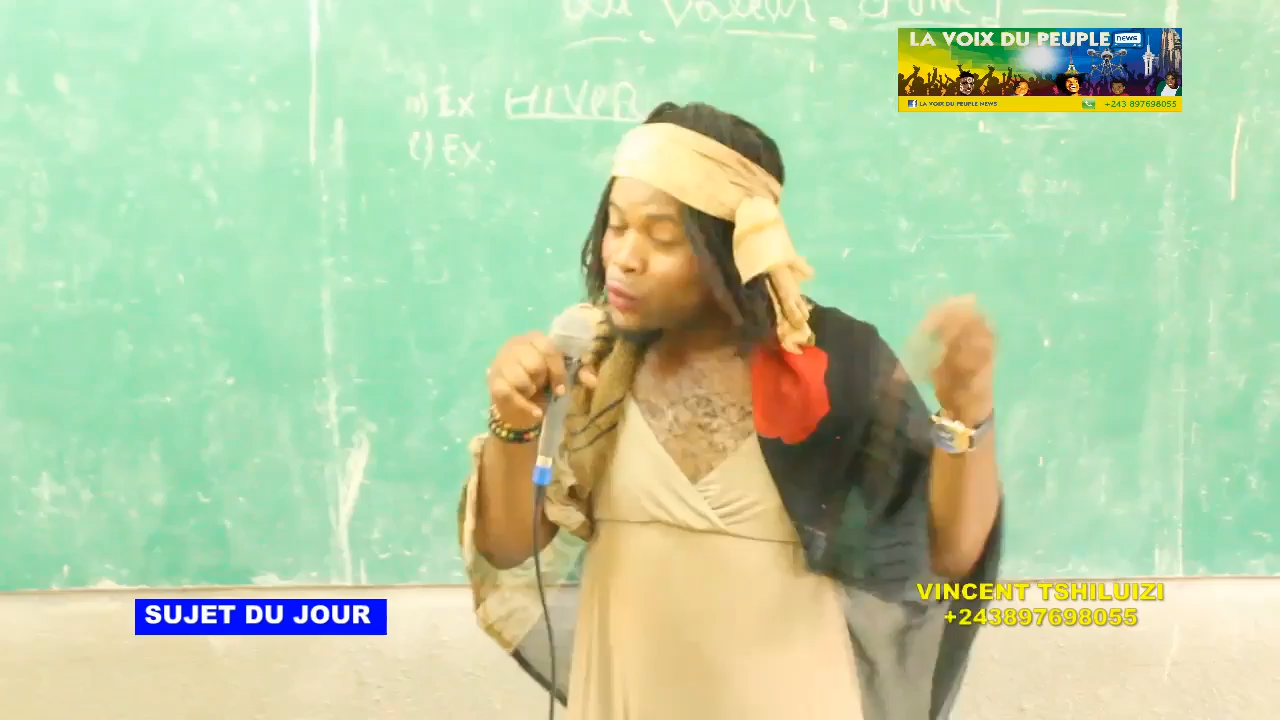 LA VOIX DU PEUPLE news
LA VOIX DU PEUPLE NEWS
+243 897698055
Ex HIVER
Ex.
SUJET DU JOUR
VINCENT TSHILUIZI
+243897698055